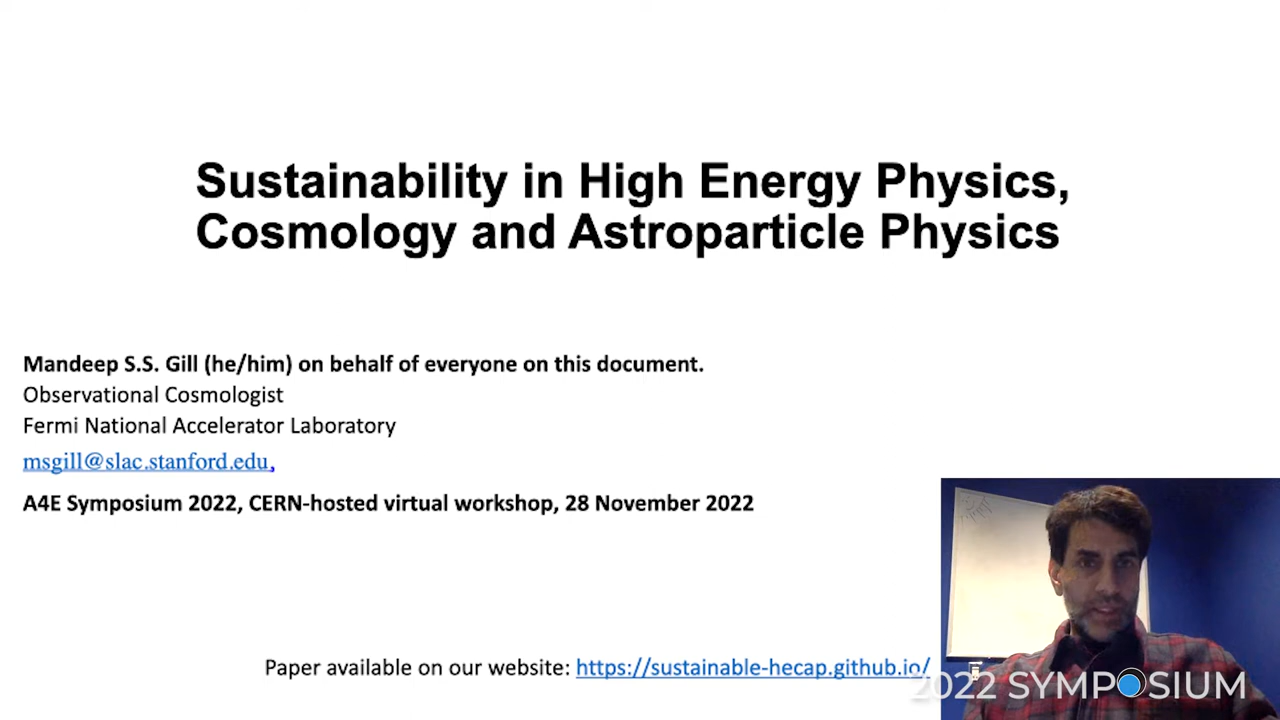 Sustainability in High Energy Physics,
Cosmology and Astroparticle Physics
Mandeep S.S. Gill (he/him) on behalf of everyone on this document.
Observational Cosmologist
Fermi National Accelerator Laboratory
msgill@slac.stanford.edu,
A4E Symposium 2022, CERN-hosted virtual workshop, 28 November 2022
Paper available on our website: https://sustainable-hecap.github.io/
2022 SYMPOSIUM